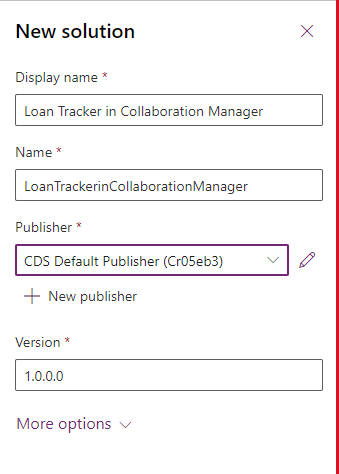 New solution
Display name *
Loan Tracker in Collaboration Manager
Name *
LoanTrackerinCollaborationManager
Publisher *
CDS Default Publisher (Cr05eb3)
New publisher
Version *
1.0.0.0
More options